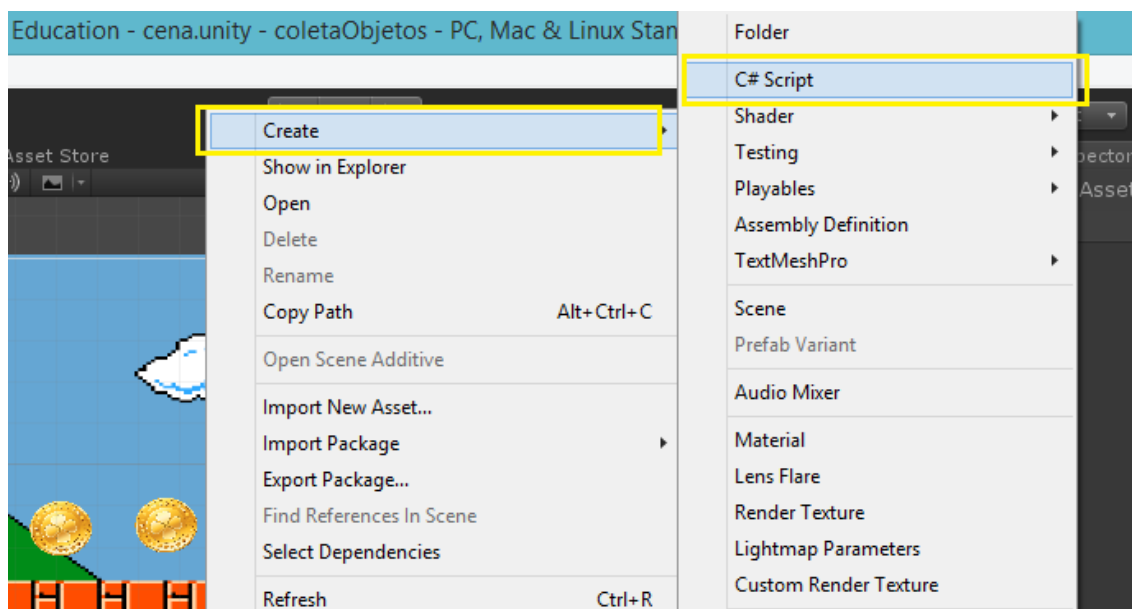 Education - cena.unity - coletaObjetos - PC, Mac & Linux Stan
Asset Store
Create
Show in Explorer
Open
Delete
Rename
Copy Path Alt+Ctrl+C
Open Scene Additive
Import New Asset...
Import Package
Export Package...
Find References In Scene
Select Dependencies
Refresh Ctrl+R
Folder
C# Script
Shader
Testing
Playables
Assembly Definition
TextMeshPro
Scene
Prefab Variant
Audio Mixer
Material
Lens Flare
Render Texture
Lightmap Parameters
Custom Render Texture
pector
Asset